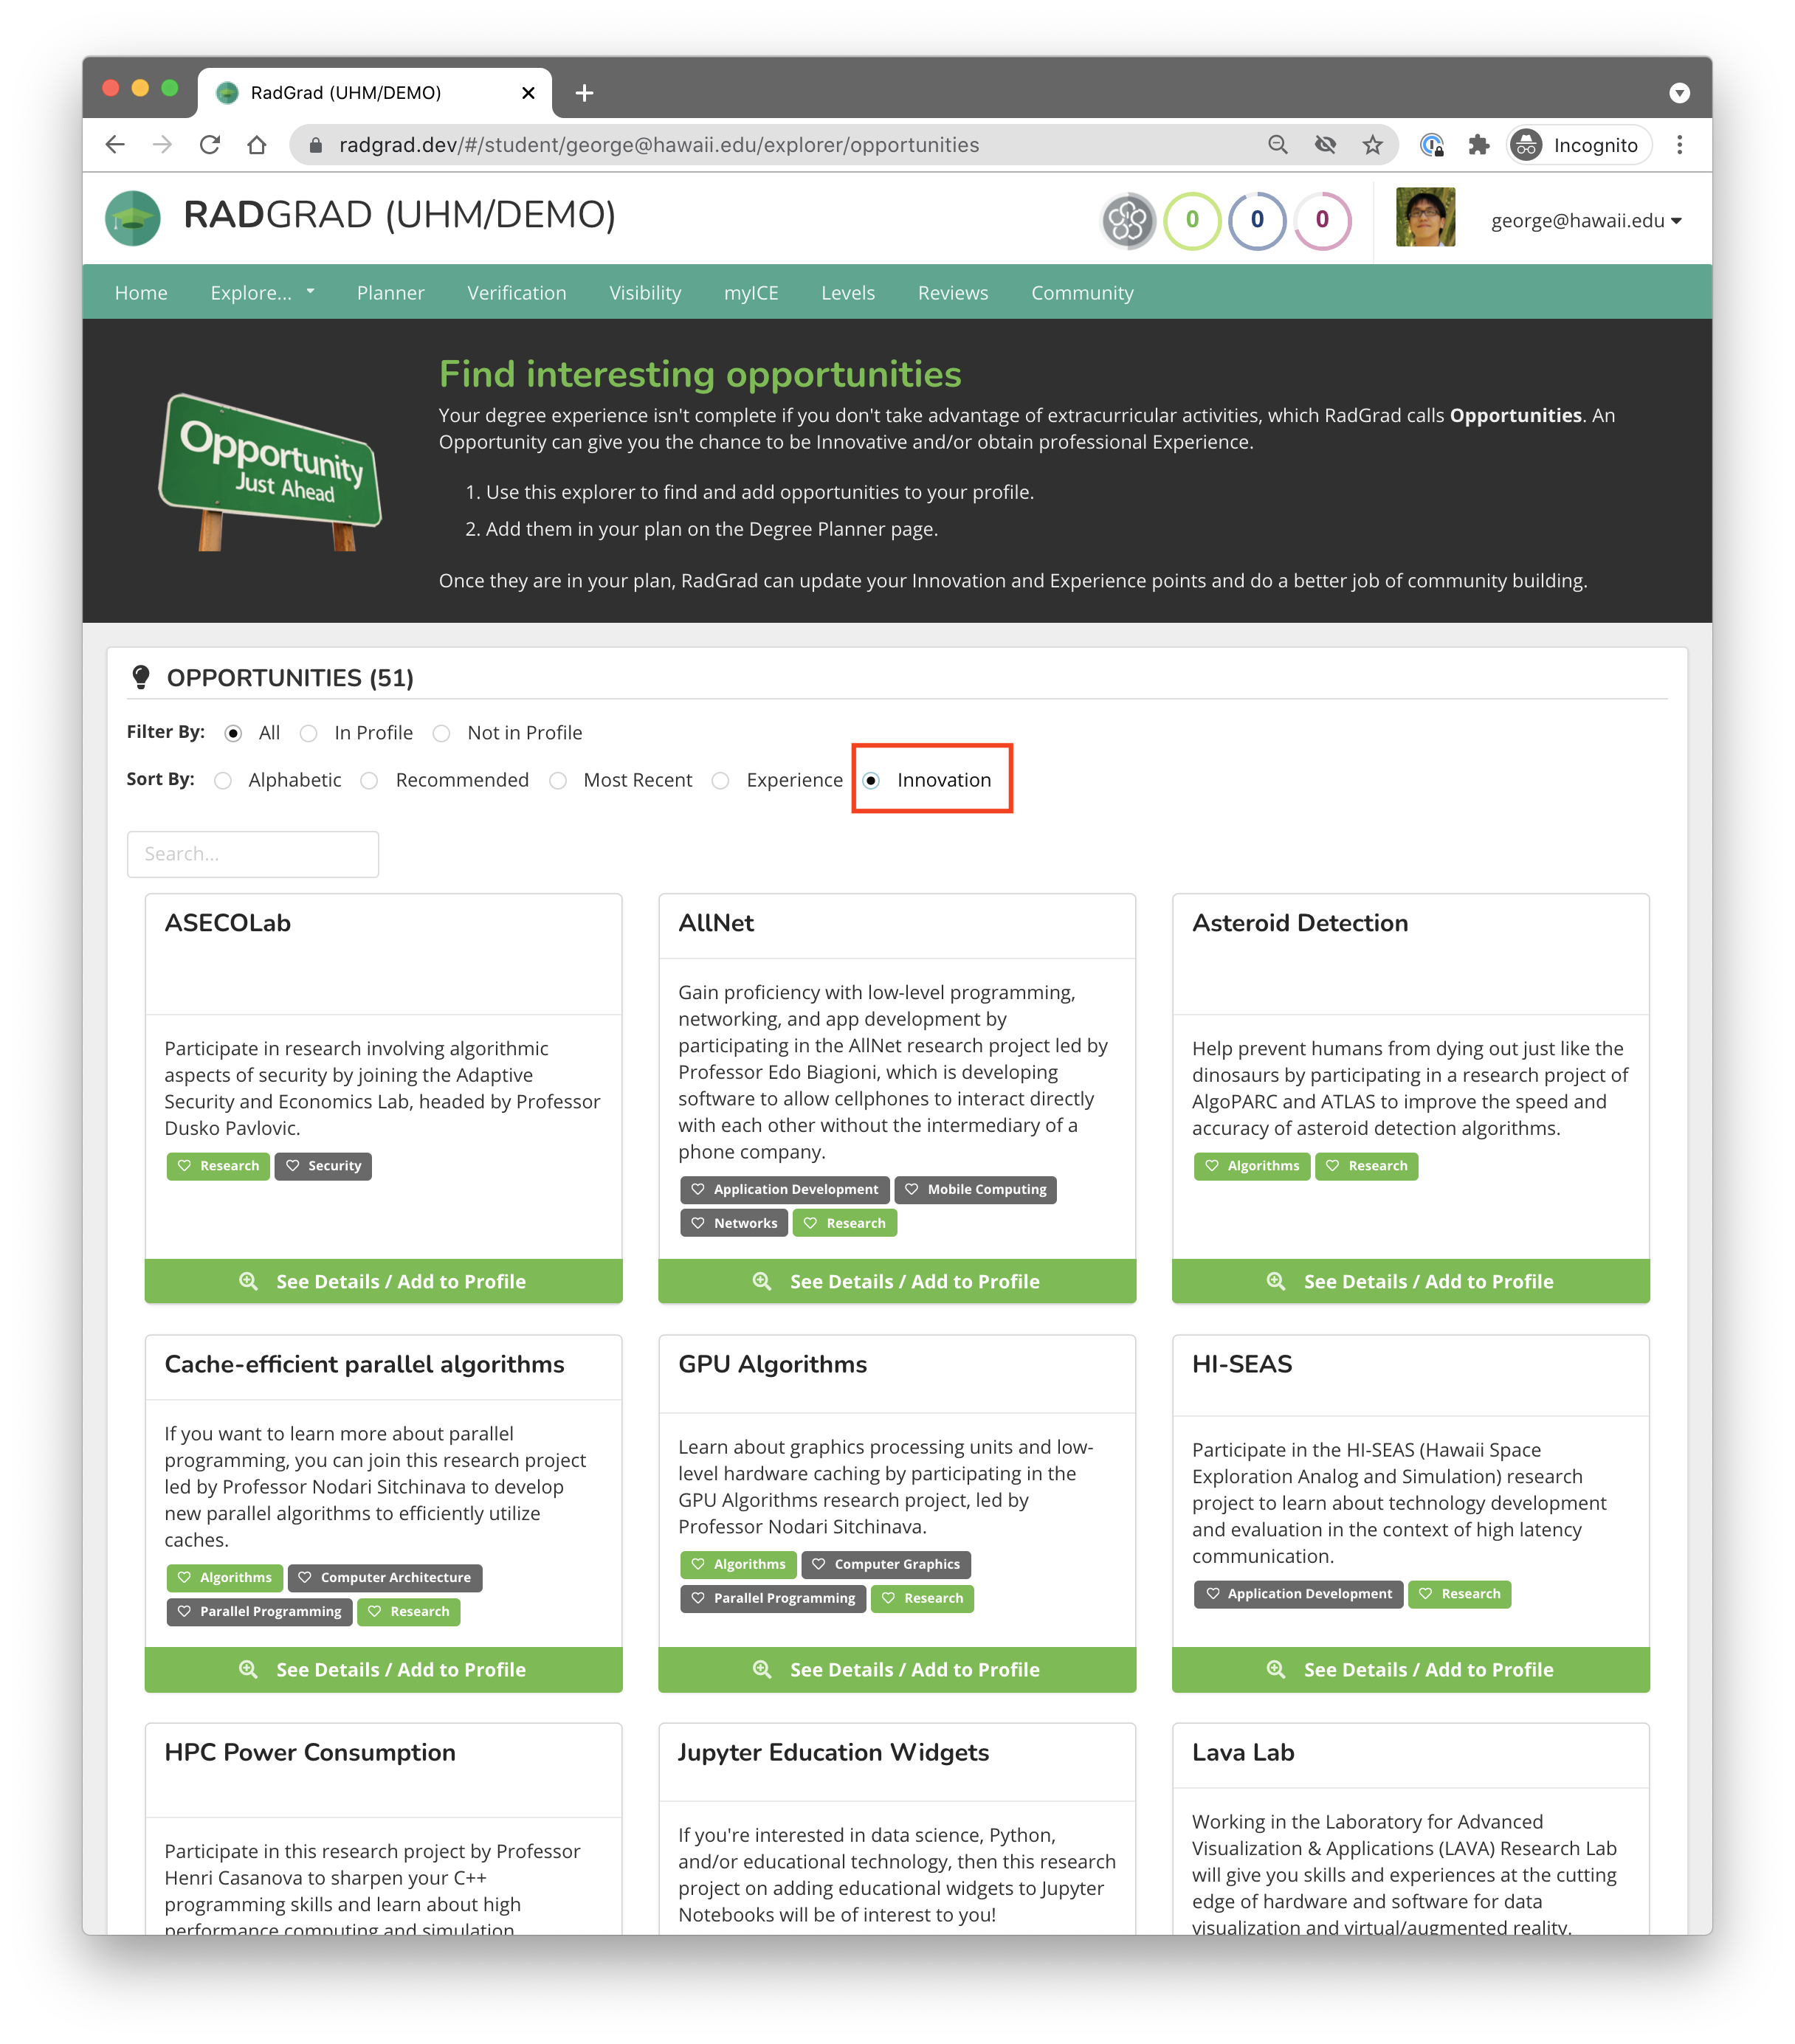 RadGrad (UHM/DEMO)
radgrad.dev/#/student/george@hawaii.edu/explorer/opportunities
Incognito
RADGRAD (UHM/DEMO)
0
0
0
george@hawaii.edu
Home
Explore...
Planner
Verification
Visibility
myICE
Levels
Reviews
Community
Opportunity
Just Ahead
Find interesting opportunities
Your degree experience isn't complete if you don't take advantage of extracurricular activities, which RadGrad calls Opportunities. An
Opportunity can give you the chance to be Innovative and/or obtain professional Experience.
1. Use this explorer to find and add opportunities to your profile.
2. Add them in your plan on the Degree Planner page.
Once they are in your plan, RadGrad can update your Innovation and Experience points and do a better job of community building.
OPPORTUNITIES (51)
Filter By: All In Profile Not in Profile
Sort By: Alphabetic Recommended Most Recent Experience Innovation
Search...
ASECOLab
Participate in research involving algorithmic
aspects of security by joining the Adaptive
Security and Economics Lab, headed by Professor
Dusko Pavlovic.
Research Security
See Details / Add to Profile
AllNet
Gain proficiency with low-level programming,
networking, and app development by
participating in the AllNet research project led by
Professor Edo Biagioni, which is developing
software to allow cellphones to interact directly
with each other without the intermediary of a
phone company.
Application Development Mobile Computing
Networks Research
See Details / Add to Profile
Asteroid Detection
Help prevent humans from dying out just like the
dinosaurs by participating in a research project of
AlgoPARC and ATLAS to improve the speed and
accuracy of asteroid detection algorithms.
Algorithms Research
See Details / Add to Profile
Cache-efficient parallel algorithms
If you want to learn more about parallel
programming, you can join this research project
led by Professor Nodari Sitchinava to develop
new parallel algorithms to efficiently utilize
caches.
Algorithms Computer Architecture
Parallel Programming Research
See Details / Add to Profile
GPU Algorithms
Learn about graphics processing units and low-
level hardware caching by participating in the
GPU Algorithms research project, led by
Professor Nodari Sitchinava.
Algorithms Computer Graphics
Parallel Programming Research
See Details / Add to Profile
HI-SEAS
Participate in the HI-SEAS (Hawaii Space
Exploration Analog and Simulation) research
project to learn about technology development
and evaluation in the context of high latency
communication.
Application Development Research
See Details / Add to Profile
HPC Power Consumption
Participate in this research project by Professor
Henri Casanova to sharpen your C++
programming skills and learn about high
performance computing and simulation
Jupyter Education Widgets
If you're interested in data science, Python,
and/or educational technology, then this research
project on adding educational widgets to Jupyter
Notebooks will be of interest to you!
Lava Lab
Working in the Laboratory for Advanced
Visualization & Applications (LAVA) Research Lab
will give you skills and experiences at the cutting
edge of hardware and software for data
visualization and virtual/augmented reality.